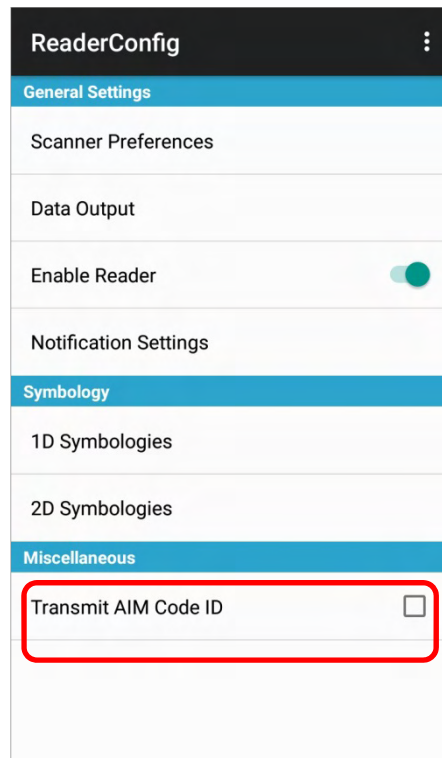 ReaderConfig
General Settings
Scanner Preferences
Data Output
Enable Reader
Notification Settings
Symbology
1D Symbologies
2D Symbologies
Miscellaneous
Transmit AIM Code ID